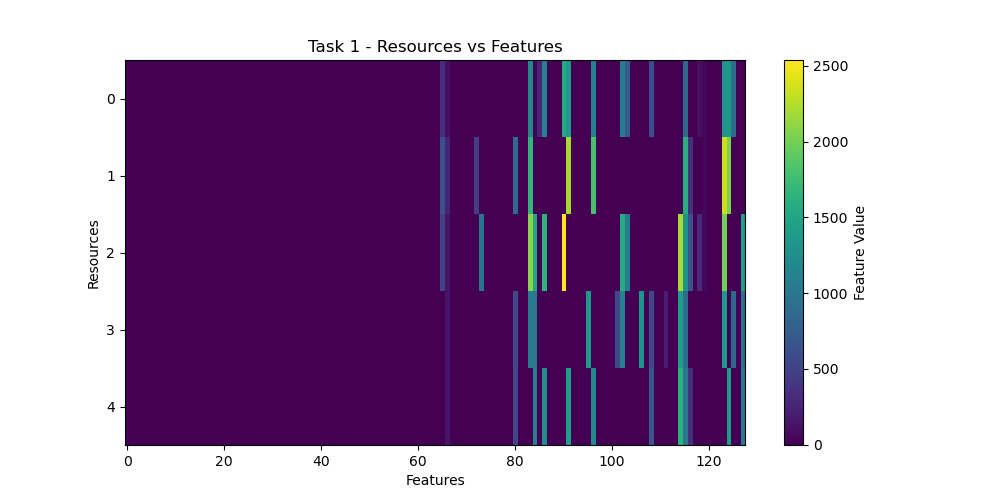 Task 1 - Resources vs Features
Resources
0
1
2
3
4
0 20 40 60 80 100 120
Features
2500
2000
1500
1000
500
0
Feature Value